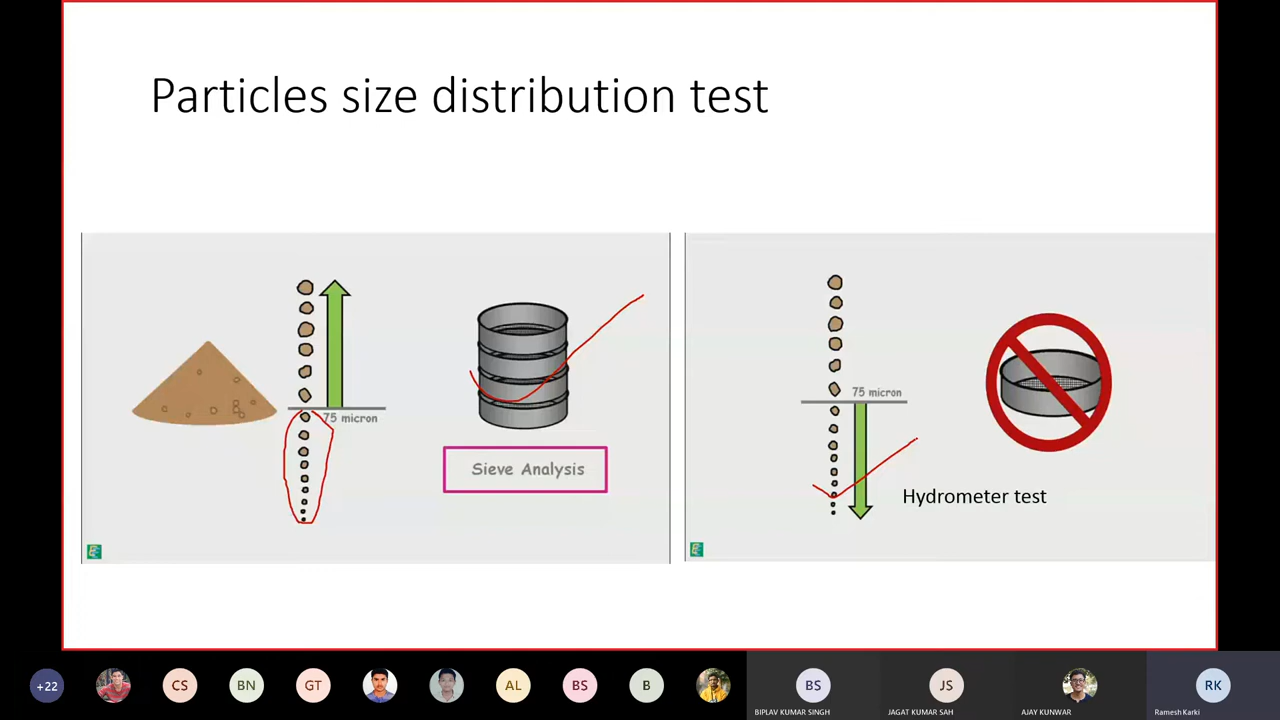 Particles size distribution test
75 micron
Sieve Analysis
75 micron
Hydrometer test
+22
CS
BN
GT
AL
BS
B
BS
BIPLAV KUMAR SINGH
JS
JAGAT KUMAR SAH
AJAY KUNWAR
RK
Ramesh Karki